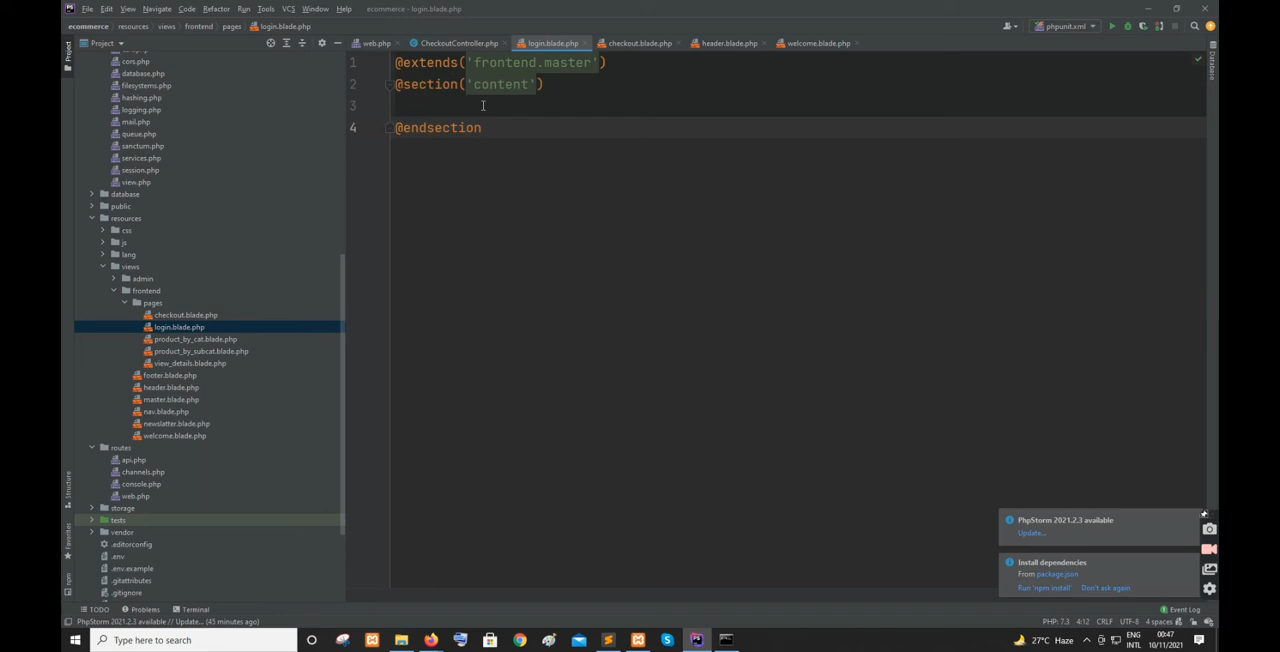 File Edit View Navigate Code Refactor Run Tools VCS Window Help ecommerce - login.blade.php
ecommerce resources views frontend pages login.blade.php phpunit.xml
Project web.php CheckoutController.php login.blade.php checkout.blade.php header.blade.php welcome.blade.php
Project
Database
cors.php
database.php
filesystems.php
hashing.php
logging.php
mail.php
queue.php
sanctum.php
services.php
session.php
view.php
database
public
resources
css
js
lang
views
admin
frontend
pages
checkout.blade.php
login.blade.php
product_by_cat.blade.php
product_by_subcat.blade.php
view_details.blade.php
footer.blade.php
header.blade.php
master.blade.php
nav.blade.php
newslatter.blade.php
welcome.blade.php
routes
api.php
channels.php
console.php
web.php
storage
tests
vendor
.editorconfig
.env
.env.example
.gitattributes
.gitignore
Structure
Favorites
npm
1 @extends('frontend.master')
2 @section('content')
3
4 @endsection
PhpStorm 2021.2.3 available
Update...
Install dependencies
From package.json
Run 'npm install' Don't ask again
TODO Problems Terminal Event Log
PhpStorm 2021.2.3 available // Update... (45 minutes ago) PHP: 7.3 4:12 CRLF UTF-8 4 spaces
Type here to search 27°C Haze ENG INTL 00:47 10/11/2021